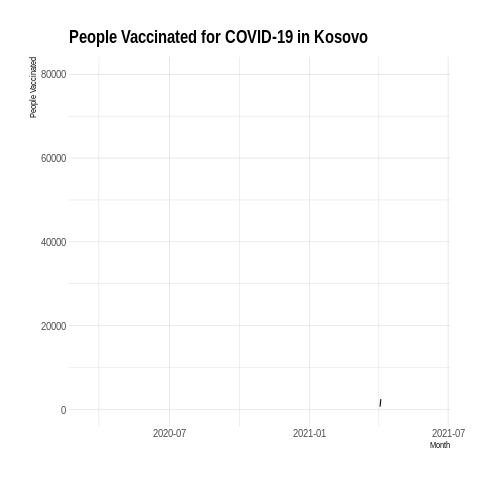 People Vaccinated for COVID-19 in Kosovo
People Vaccinated
80000
60000
40000
20000
0
2020-07 2021-01 2021-07
Month